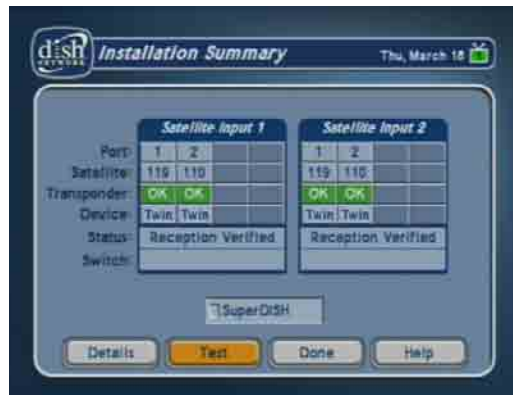 dish
NETWORK
Installation Summary
Thu, March 18
Satellite Input 1
Satellite Input 2
Port: 1 2 1 2
Satellite: 119 110 119 110
Transponder: OK OK OK OK
Device: Twin Twin Twin Twin
Status: Reception Verified Reception Verified
Switch:
SuperDISH
Details
Test
Done
Help